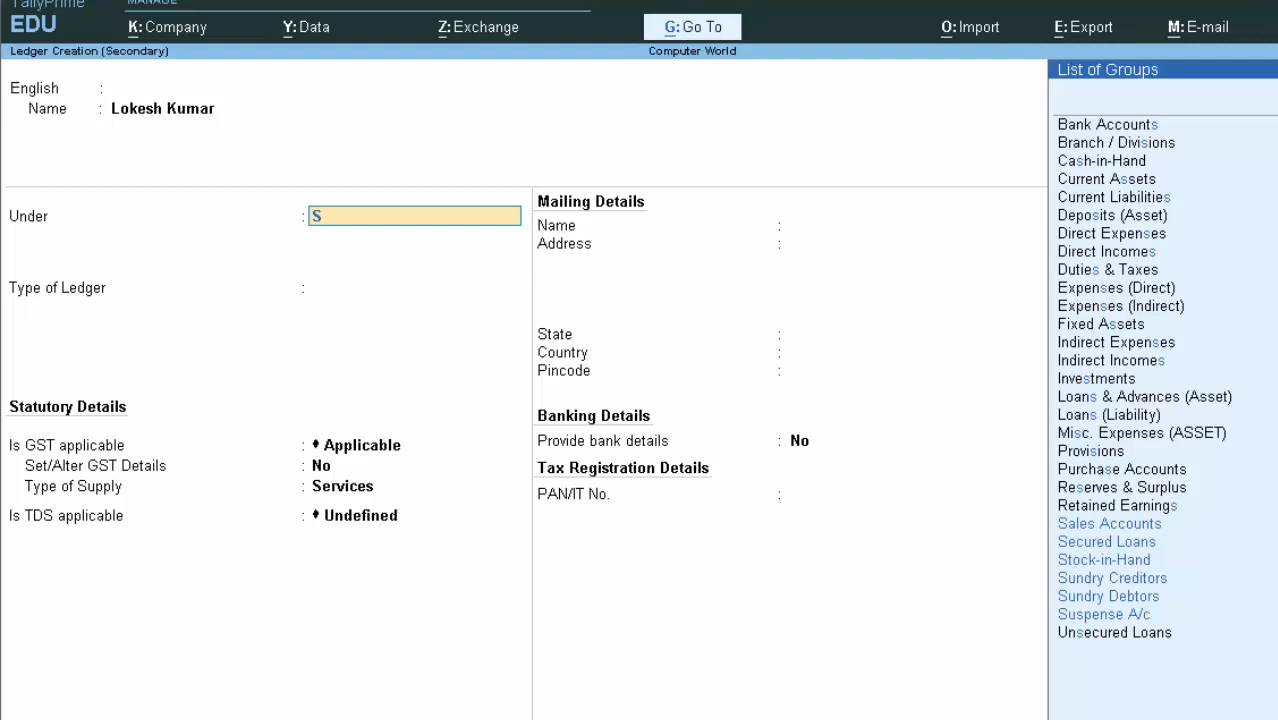 TallyPrime
MANAGE
EDU
K: Company
Y: Data
Z: Exchange
G: Go To
O: Import
E: Export
M: E-mail
Ledger Creation (Secondary)
Computer World
English :
Name : Lokesh Kumar
Under : S
Type of Ledger :
Statutory Details
Is GST applicable : ♦ Applicable
Set/Alter GST Details : No
Type of Supply : Services
Is TDS applicable : ♦ Undefined
Mailing Details
Name :
Address :
State :
Country :
Pincode :
Banking Details
Provide bank details : No
Tax Registration Details
PAN/IT No. :
List of Groups
Bank Accounts
Branch / Divisions
Cash-in-Hand
Current Assets
Current Liabilities
Deposits (Asset)
Direct Expenses
Direct Incomes
Duties & Taxes
Expenses (Direct)
Expenses (Indirect)
Fixed Assets
Indirect Expenses
Indirect Incomes
Investments
Loans & Advances (Asset)
Loans (Liability)
Misc. Expenses (ASSET)
Provisions
Purchase Accounts
Reserves & Surplus
Retained Earnings
Sales Accounts
Secured Loans
Stock-in-Hand
Sundry Creditors
Sundry Debtors
Suspense A/c
Unsecured Loans